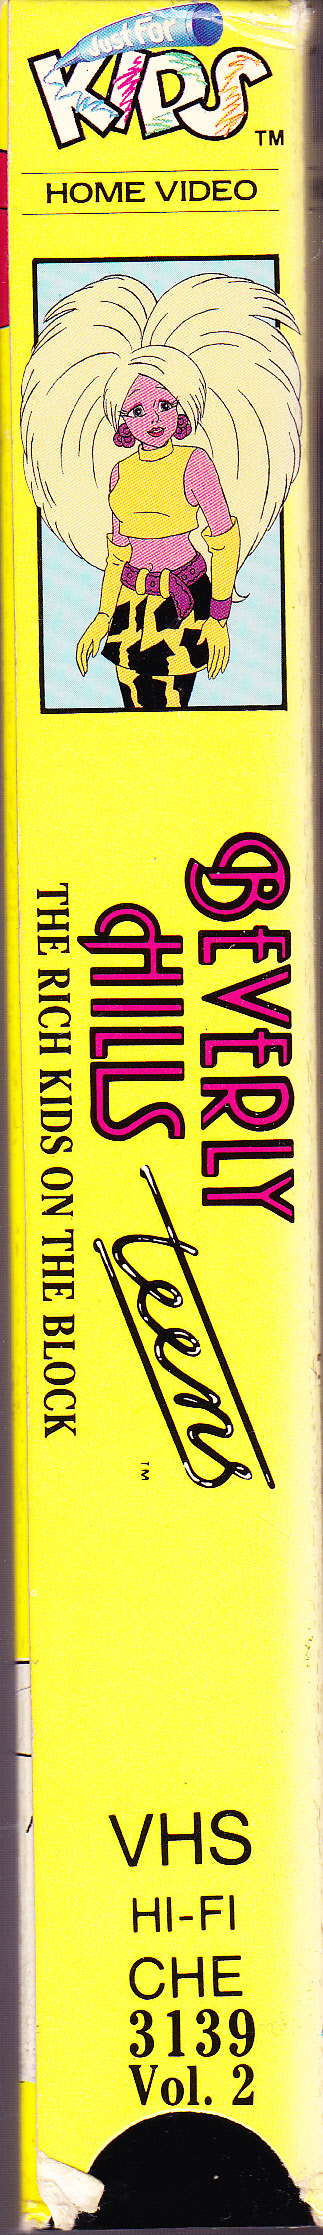 Just For
KIDS
TM
HOME VIDEO
BEVERLY
HILLS
teens
TM
THE RICH KIDS ON THE BLOCK
VHS
HI-FI
CHE
3139
Vol. 2